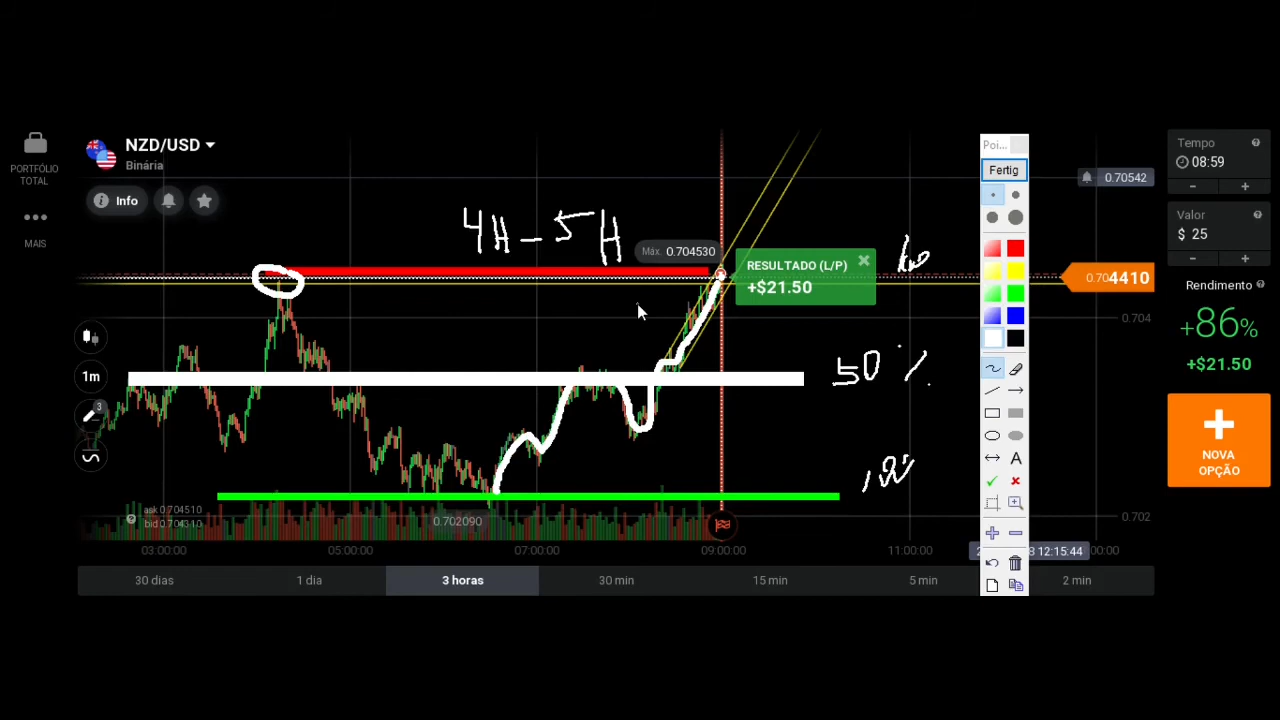 NZD/USD
Binária
PORTFÓLIO
TOTAL
MAIS
Info
4H - 5H
Máx. 0.704530
RESULTADO (L/P)
+$21.50
0.70542
0.704410
0.704
50 %
1m
3
ask 0.704510
bid 0.704310
0.702090
0.702
03:00:00
05:00:00
07:00:00
09:00:00
11:00:00
12:15:44
30 dias
1 dia
3 horas
30 min
15 min
5 min
2 min
Poi...
Fertig
A
Tempo
08:59
Valor
$ 25
Rendimento
+86%
+$21.50
NOVA
OPÇÃO